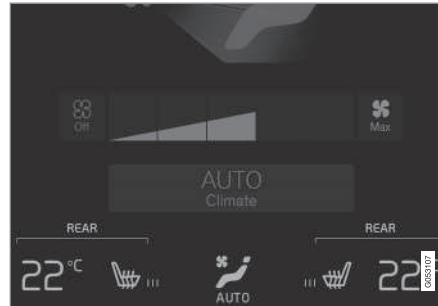 Off
Max
AUTO
Climate
REAR REAR
22°C 22
AUTO
G053107